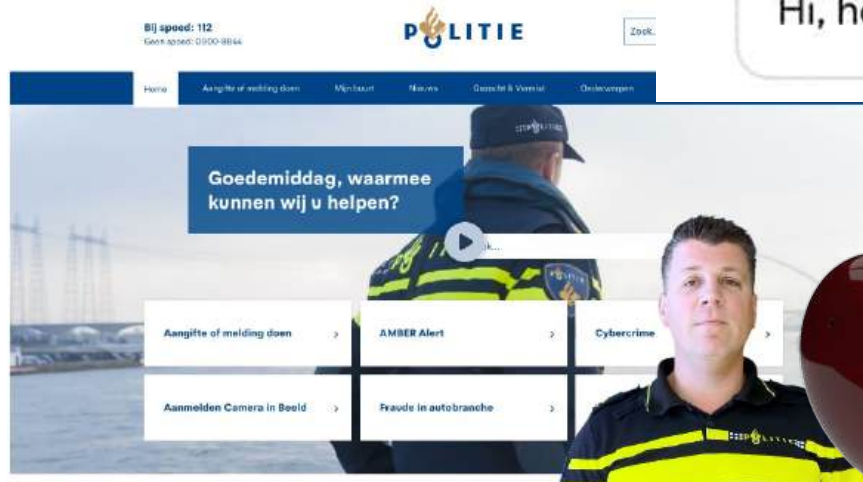 Bij spoed: 112
Geen spoed: 0900-8844
POLITIE
Zoek.
Hi, h
Home
Aangifte of melding doen
Mijn buurt
Nieuws
Gezocht & Vermist
Onderwerpen
Goedemiddag, waarmee
kunnen wij u helpen?
POLITIE
Aangifte of melding doen
AMBER Alert
Cybercrime
Aanmelden Camera in Beeld
Fraude in autobranche
POLITIE